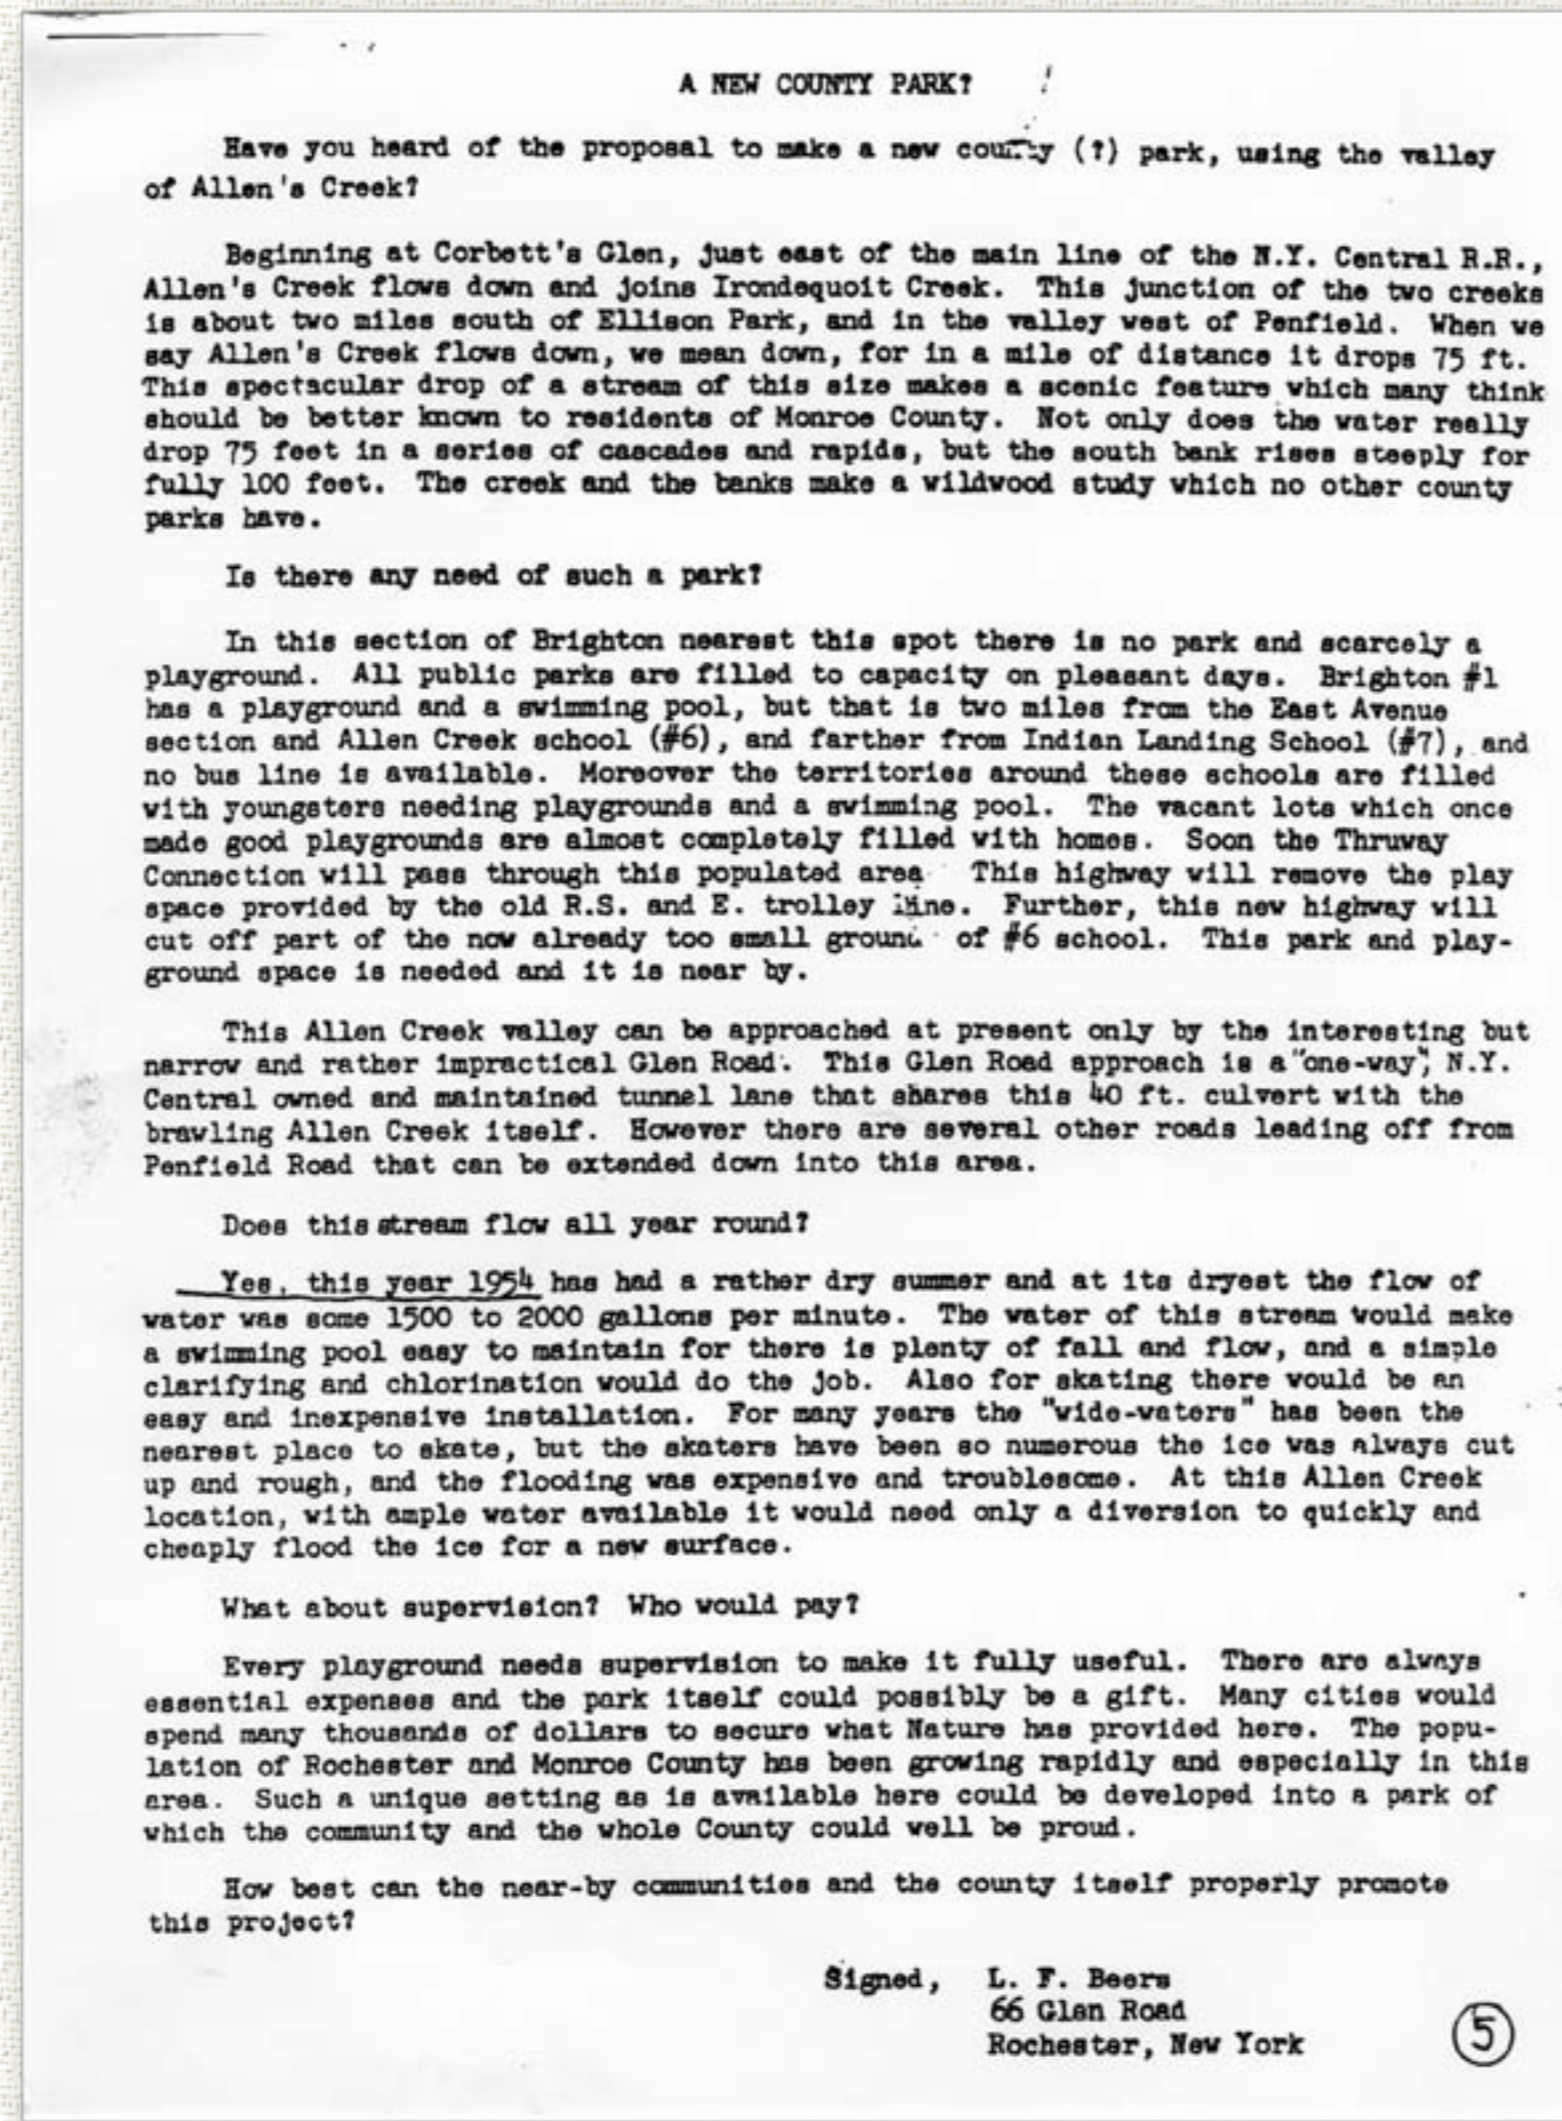 A NEW COUNTY PARK?
Have you heard of the proposal to make a new county (?) park, using the valley
of Allen's Creek?
Beginning at Corbett's Glen, just east of the main line of the N.Y. Central R.R.,
Allen's Creek flows down and joins Irondequoit Creek. This junction of the two creeks
is about two miles south of Ellison Park, and in the valley west of Penfield. When we
say Allen's Creek flows down, we mean down, for in a mile of distance it drops 75 ft.
This spectacular drop of a stream of this size makes a scenic feature which many think
should be better known to residents of Monroe County. Not only does the water really
drop 75 feet in a series of cascades and rapids, but the south bank rises steeply for
fully 100 feet. The creek and the banks make a wildwood study which no other county
parks have.
Is there any need of such a park?
In this section of Brighton nearest this spot there is no park and scarcely a
playground. All public parks are filled to capacity on pleasant days. Brighton #1
has a playground and a swimming pool, but that is two miles from the East Avenue
section and Allen Creek school (#6), and farther from Indian Landing School (#7), and
no bus line is available. Moreover the territories around these schools are filled
with youngsters needing playgrounds and a swimming pool. The vacant lots which once
made good playgrounds are almost completely filled with homes. Soon the Thruway
Connection will pass through this populated area This highway will remove the play
space provided by the old R.S. and E. trolley line. Further, this new highway will
cut off part of the now already too small ground of #6 school. This park and play-
ground space is needed and it is near by.
This Allen Creek valley can be approached at present only by the interesting but
narrow and rather impractical Glen Road. This Glen Road approach is a "one-way", N.Y.
Central owned and maintained tunnel lane that shares this 40 ft. culvert with the
brawling Allen Creek itself. However there are several other roads leading off from
Penfield Road that can be extended down into this area.
Does this stream flow all year round?
Yes, this year 1954 has had a rather dry summer and at its dryest the flow of
water was some 1500 to 2000 gallons per minute. The water of this stream would make
a swimming pool easy to maintain for there is plenty of fall and flow, and a simple
clarifying and chlorination would do the job. Also for skating there would be an
easy and inexpensive installation. For many years the "wide-waters" has been the
nearest place to skate, but the skaters have been so numerous the ice was always cut
up and rough, and the flooding was expensive and troublesome. At this Allen Creek
location, with ample water available it would need only a diversion to quickly and
cheaply flood the ice for a new surface.
What about supervision? Who would pay?
Every playground needs supervision to make it fully useful. There are always
essential expenses and the park itself could possibly be a gift. Many cities would
spend many thousands of dollars to secure what Nature has provided here. The popu-
lation of Rochester and Monroe County has been growing rapidly and especially in this
area. Such a unique setting as is available here could be developed into a park of
which the community and the whole County could well be proud.
How best can the near-by communities and the county itself properly promote
this project?
Signed, L. F. Beers
66 Glen Road
Rochester, New York
5